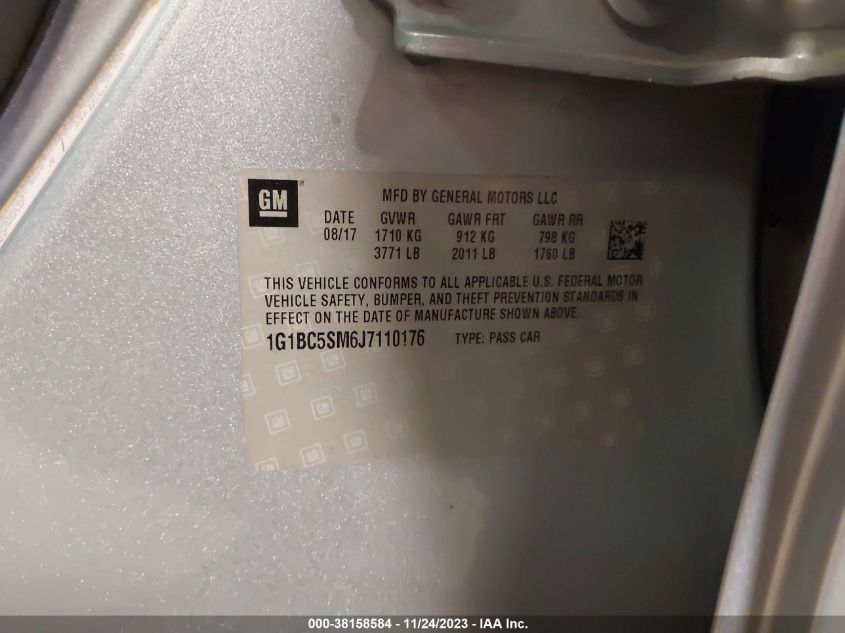 GM
MFD BY GENERAL MOTORS LLC
DATE GVWR GAWR FRT GAWR RR
08/17 1710 KG 912 KG 798 KG
3771 LB 2011 LB 1760 LB
THIS VEHICLE CONFORMS TO ALL APPLICABLE U.S. FEDERAL MOTOR
VEHICLE SAFETY, BUMPER, AND THEFT PREVENTION STANDARDS IN
EFFECT ON THE DATE OF MANUFACTURE SHOWN ABOVE.
1G1BC5SM6J7110176 TYPE: PASS CAR
000-38158584 - 11/24/2023 - IAA Inc.